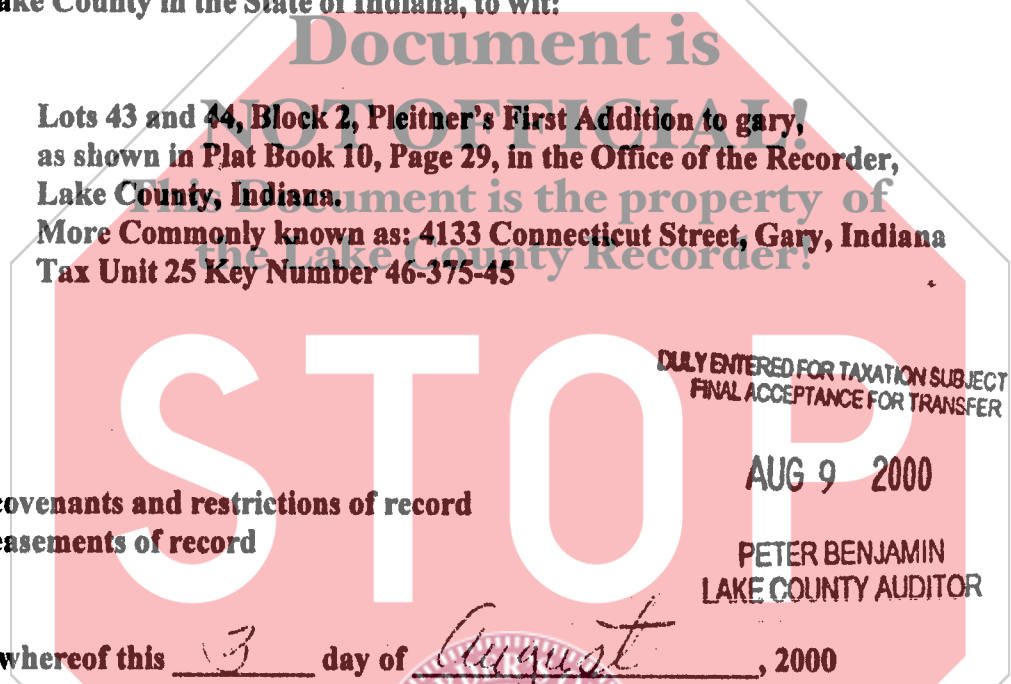 ake County in the State of Indiana, to wit:
Document is
NOT OFFICIAL!
This Document is the property of
the Lake County Recorder!
Lots 43 and 44, Block 2, Pleitner's First Addition to gary,
as shown in Plat Book 10, Page 29, in the Office of the Recorder,
Lake County, Indiana.
More Commonly known as: 4133 Connecticut Street, Gary, Indiana
Tax Unit 25 Key Number 46-375-45
STOP
DULY ENTERED FOR TAXATION SUBJECT
FINAL ACCEPTANCE FOR TRANSFER
AUG 9 2000
covenants and restrictions of record
easements of record
PETER BENJAMIN
LAKE COUNTY AUDITOR
whereof this 3 day of August, 2000